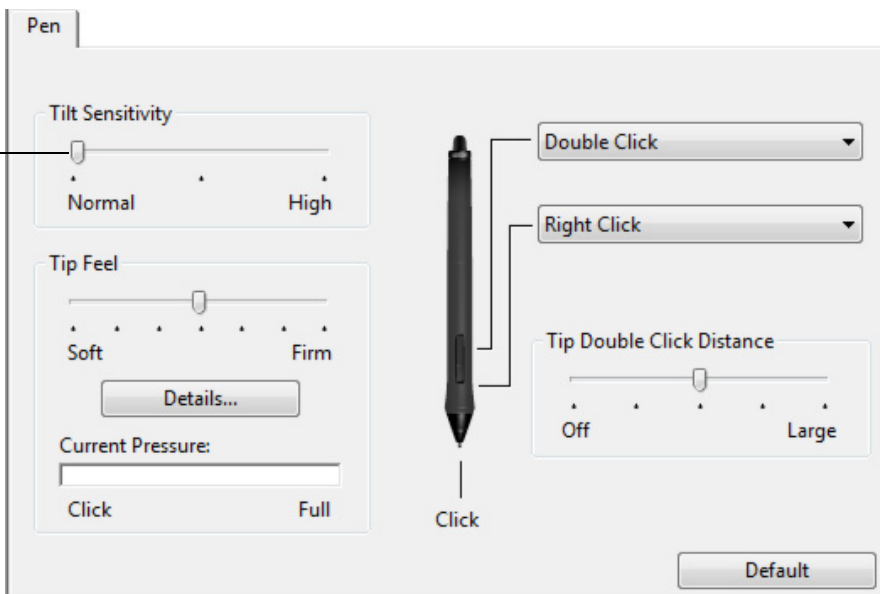 Pen
Tilt Sensitivity
Normal High
Tip Feel
Soft Firm
Details...
Current Pressure:
Click Full
Double Click
Right Click
Click
Tip Double Click Distance
Off Large
Default